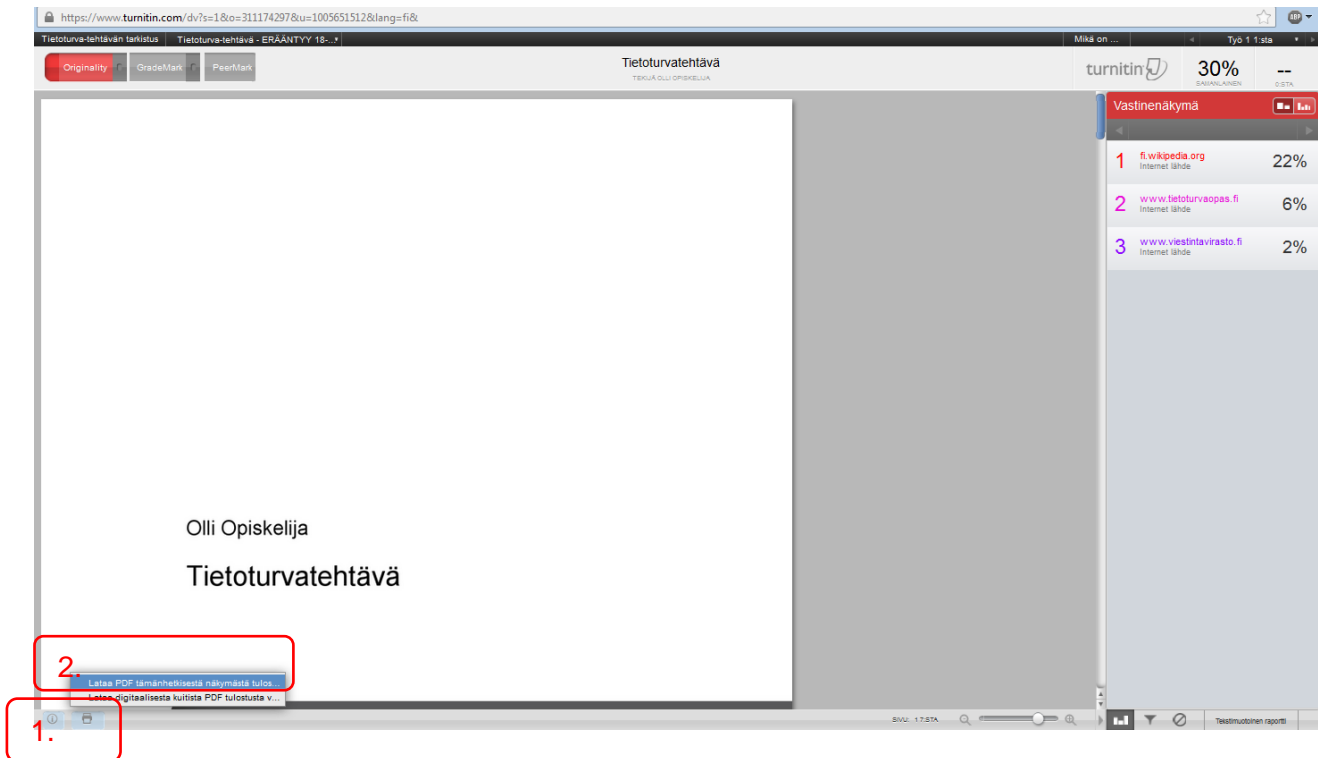 https://www.turnitin.com/dv?s=1&o=311174297&u=1005651512&lang=fi&
ABP
Tietoturva-tehtävän tarkistus Tietoturva-tehtävä - ERÄÄNTYY 18-...
Mikä on ... Työ 1 1:sta
Originality GradeMark PeerMark
Tietoturvatehtävä
TEKIJÄ OLLI OPISKELIJA
turnitin 30% --
SAMANLAINEN 0:STA
Vastinenäkymä
1 fi.wikipedia.org 22%
Internet lähde
2 www.tietoturvaopas.fi 6%
Internet lähde
3 www.viestintavirasto.fi 2%
Internet lähde
Olli Opiskelija
Tietoturvatehtävä
2.
Lataa PDF tämänhetkisestä näkymästä tulos...
Lataa digitaalisesta kuitista PDF tulostusta v...
1.
SIVU: 1 7:STA
Tekstimuotoinen raportti